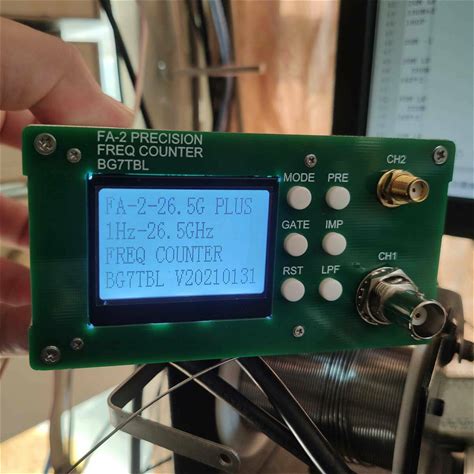 FA-2 PRECISION
FREQ COUNTER
BG7TBL
FA-2-26.5G PLUS
1Hz-26.5GHz
FREQ COUNTER
BG7TBL V20210131
MODE PRE
GATE IMP
RST LPF
CH2
CH1